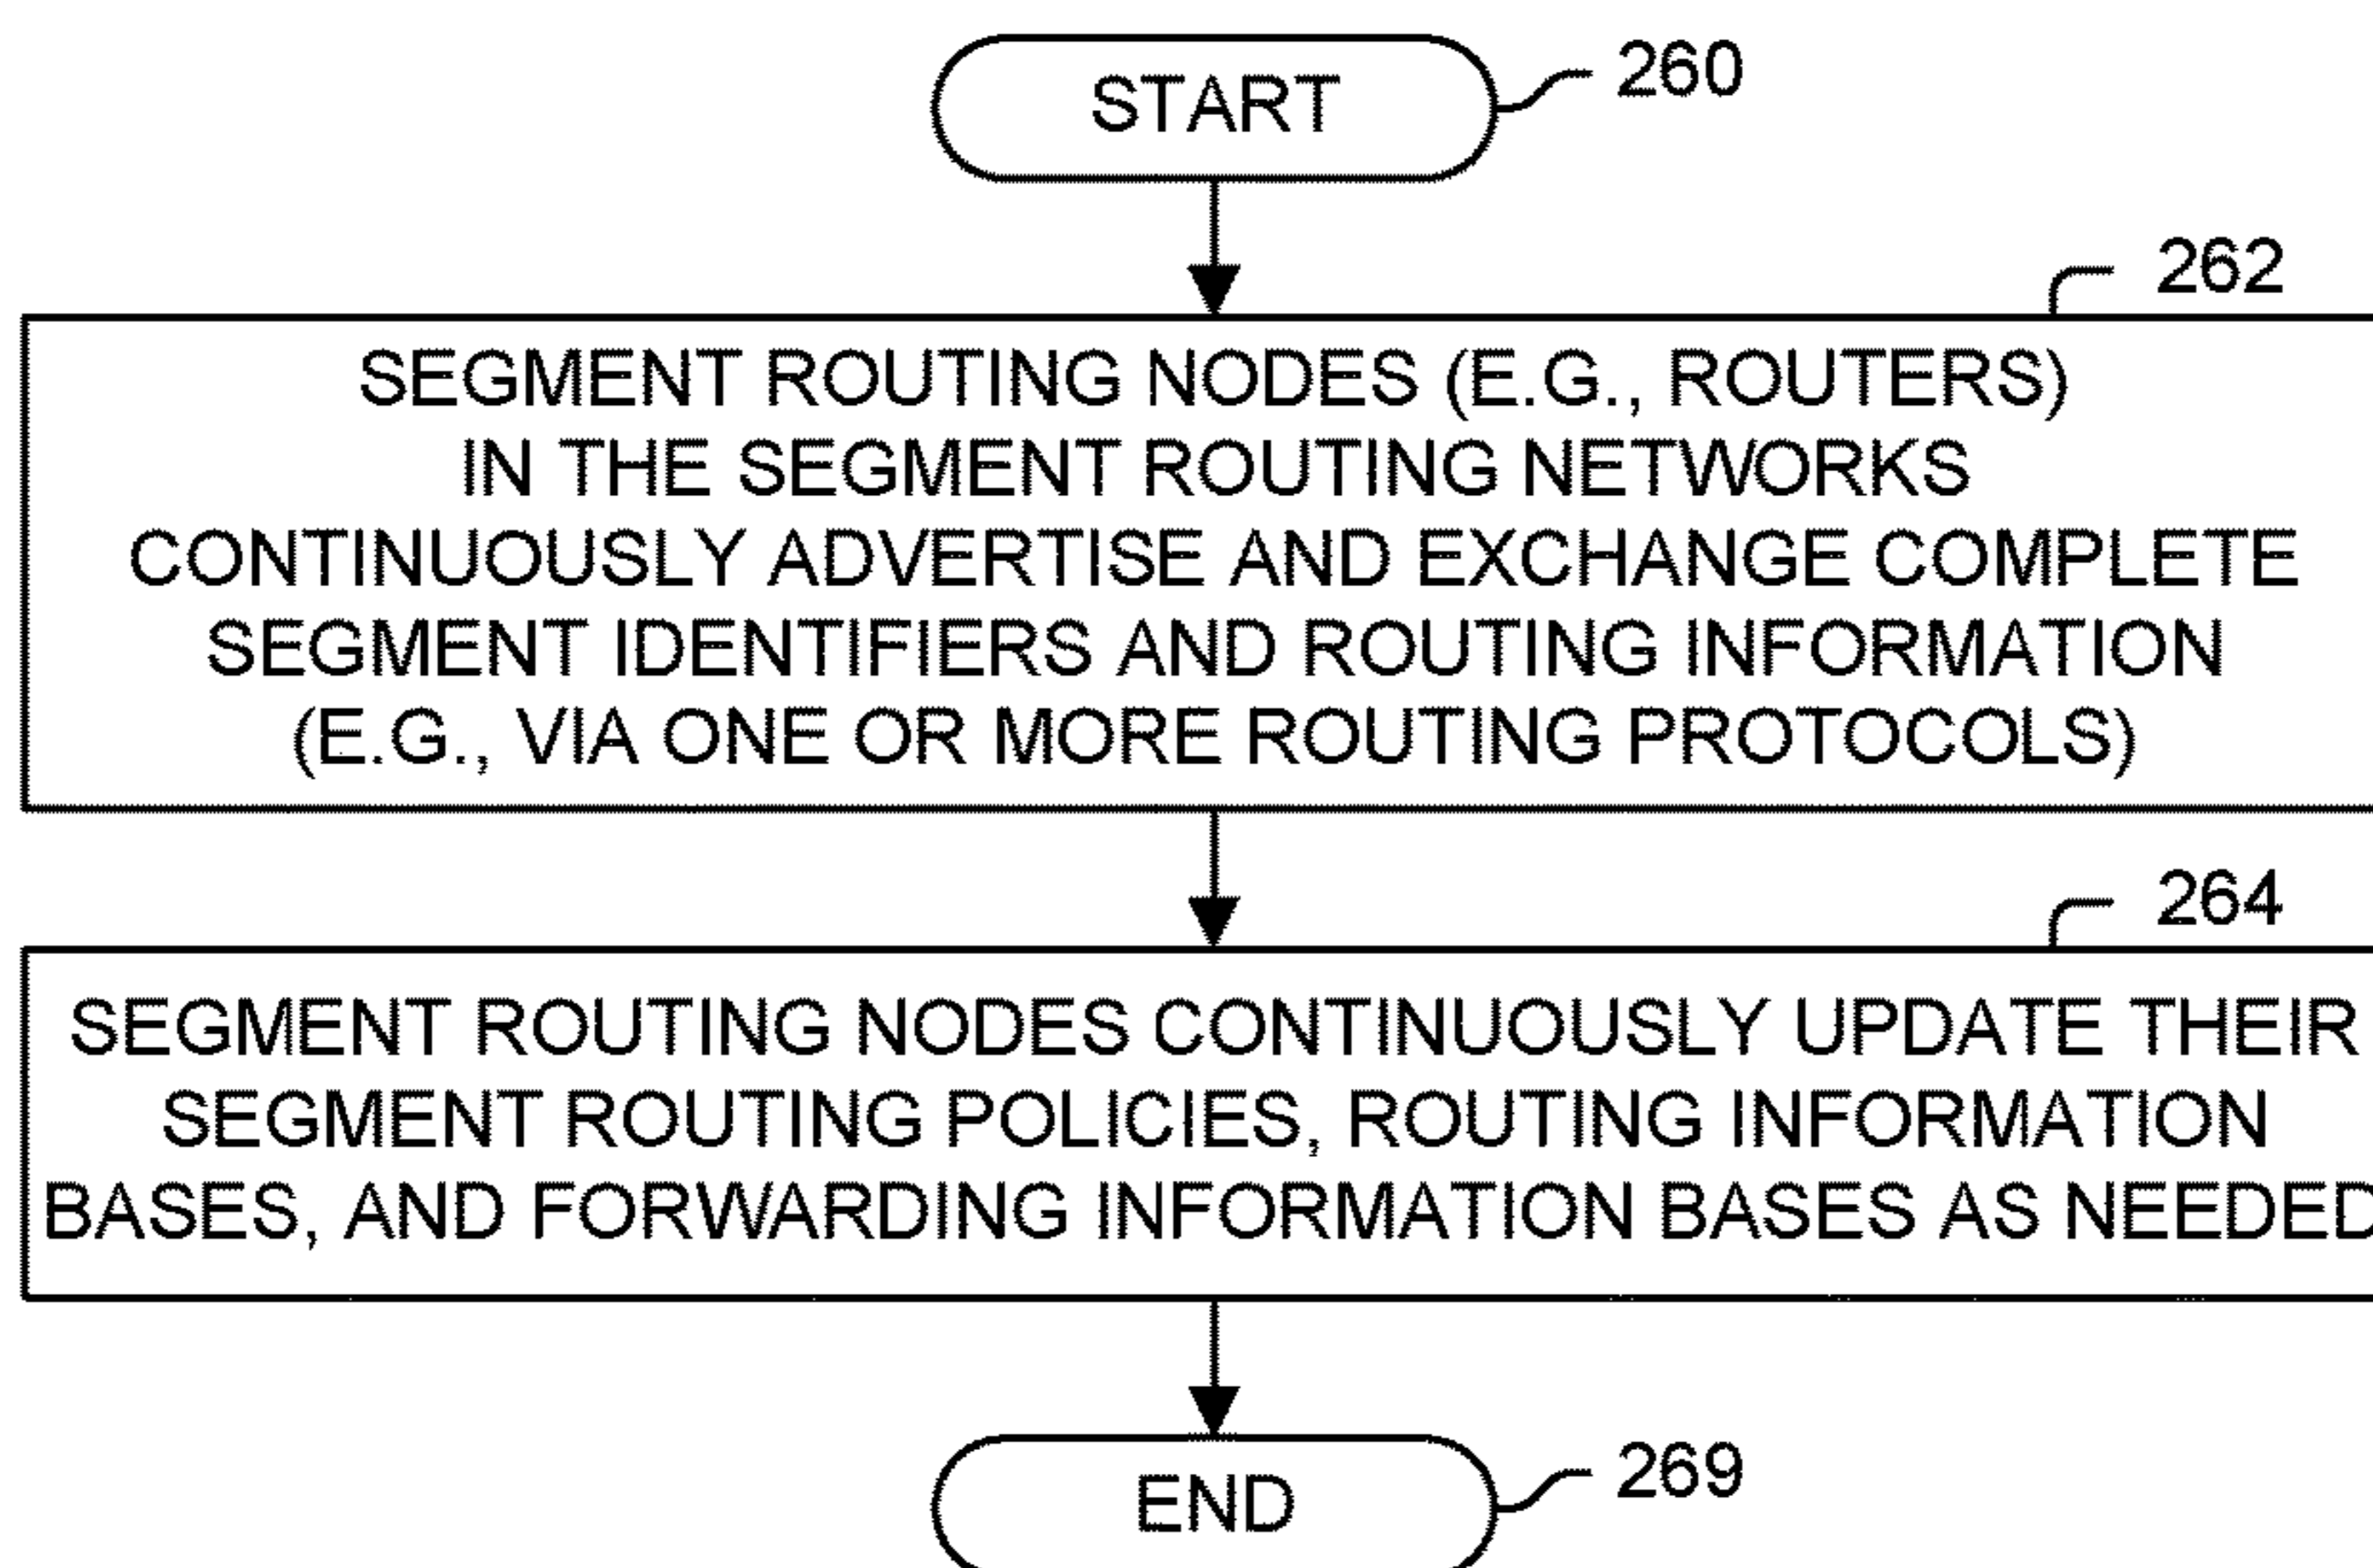 START
260
262
SEGMENT ROUTING NODES (E.G., ROUTERS)
IN THE SEGMENT ROUTING NETWORKS
CONTINUOUSLY ADVERTISE AND EXCHANGE COMPLETE
SEGMENT IDENTIFIERS AND ROUTING INFORMATION
(E.G., VIA ONE OR MORE ROUTING PROTOCOLS)
264
SEGMENT ROUTING NODES CONTINUOUSLY UPDATE THEIR
SEGMENT ROUTING POLICIES, ROUTING INFORMATION
BASES, AND FORWARDING INFORMATION BASES AS NEEDED
END
269